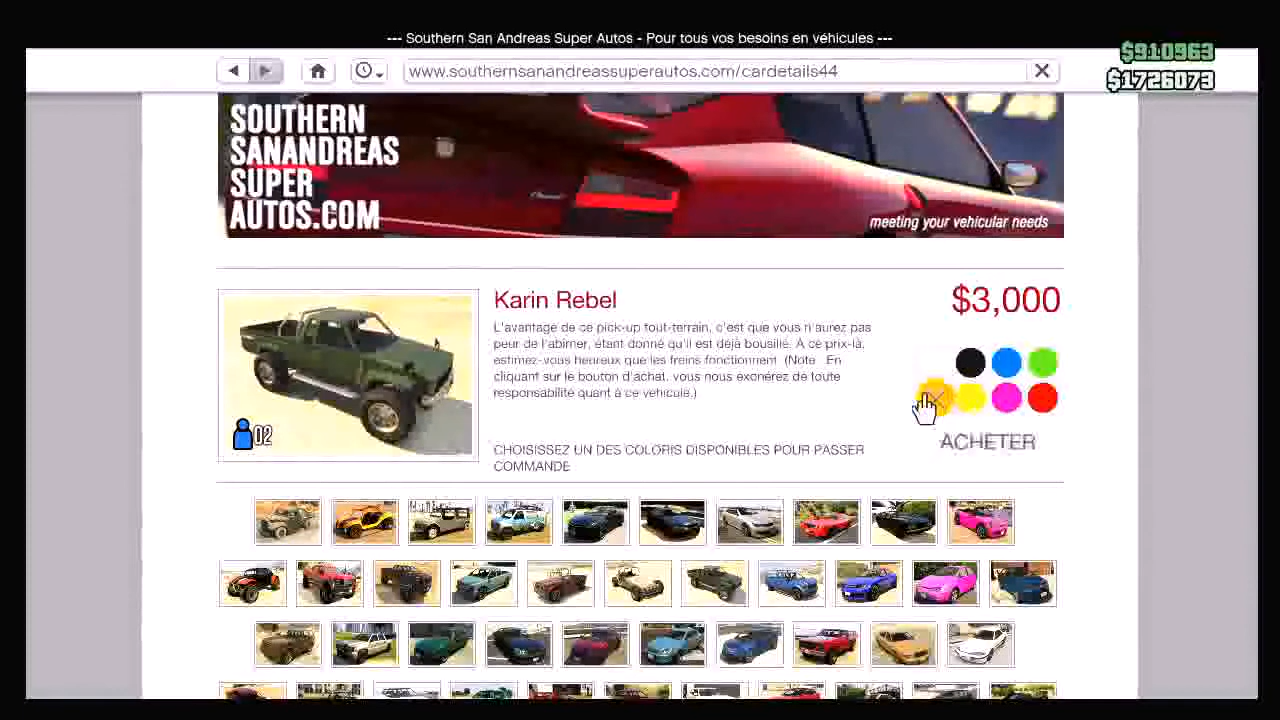 --- Southern San Andreas Super Autos - Pour tous vos besoins en véhicules ---
$910963
www.southernsanandreassuperautos.com/cardetails44
$1726073
SOUTHERN
SANANDREAS
SUPER
AUTOS.COM
meeting your vehicular needs
Karin Rebel
$3,000
L'avantage de ce pick-up tout-terrain, c'est que vous n'aurez pas
peur de l'abîmer, étant donné qu'il est déjà bousillé. À ce prix-là,
estimez-vous heureux que les freins fonctionnent. (Note : En
cliquant sur le bouton d'achat, vous nous exonérez de toute
responsabilité quant à ce véhicule.)
02
ACHETER
CHOISISSEZ UN DES COLORIS DISPONIBLES POUR PASSER
COMMANDE